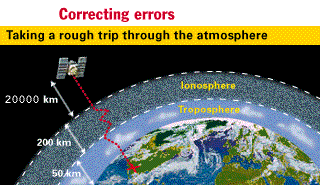 Correcting errors
Taking a rough trip through the atmosphere
Ionosphere
20000 km
Troposphere
200 km
50 km